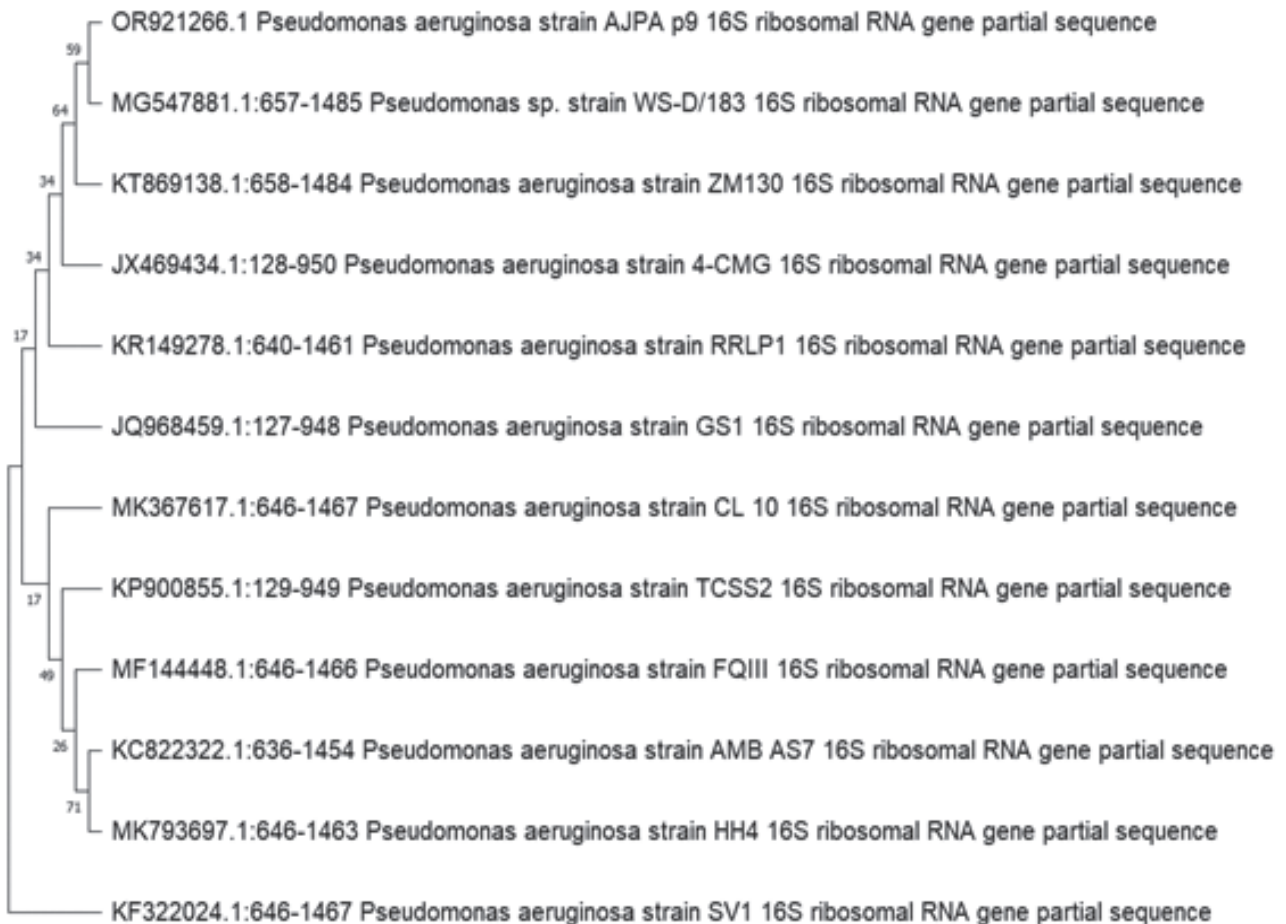 OR921266.1 Pseudomonas aeruginosa strain AJPA p9 16S ribosomal RNA gene partial sequence
59
MG547881.1:657-1485 Pseudomonas sp. strain WS-D/183 16S ribosomal RNA gene partial sequence
64
KT869138.1:658-1484 Pseudomonas aeruginosa strain ZM130 16S ribosomal RNA gene partial sequence
34
JX469434.1:128-950 Pseudomonas aeruginosa strain 4-CMG 16S ribosomal RNA gene partial sequence
34
KR149278.1:640-1461 Pseudomonas aeruginosa strain RRLP1 16S ribosomal RNA gene partial sequence
17
JQ968459.1:127-948 Pseudomonas aeruginosa strain GS1 16S ribosomal RNA gene partial sequence
MK367617.1:646-1467 Pseudomonas aeruginosa strain CL 10 16S ribosomal RNA gene partial sequence
KP900855.1:129-949 Pseudomonas aeruginosa strain TCSS2 16S ribosomal RNA gene partial sequence
17
MF144448.1:646-1466 Pseudomonas aeruginosa strain FQIII 16S ribosomal RNA gene partial sequence
49
KC822322.1:636-1454 Pseudomonas aeruginosa strain AMB AS7 16S ribosomal RNA gene partial sequence
26
71
MK793697.1:646-1463 Pseudomonas aeruginosa strain HH4 16S ribosomal RNA gene partial sequence
KF322024.1:646-1467 Pseudomonas aeruginosa strain SV1 16S ribosomal RNA gene partial sequence